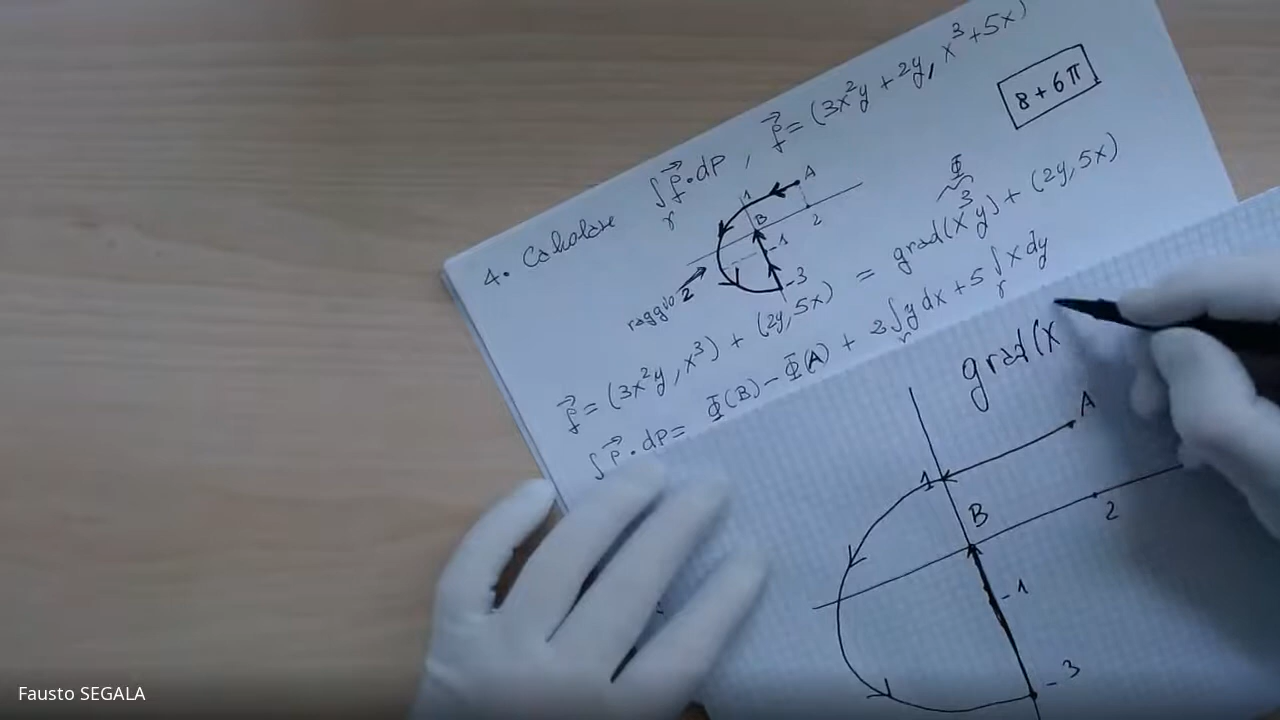 4. Calcolare ∫_γ f⃗ • dP , f⃗ = (3x²y + 2y, x³ + 5x)
8 + 6π
A
1
B
2
-1
-3
raggio 2
Φ
f⃗ = (3x²y, x³) + (2y, 5x) = grad(x³y) + (2y, 5x)
∫ f⃗ • dP = Φ(B) - Φ(A) + 2∫_γ y dx + 5∫_γ x dy
grad(x
A
1
B
2
-1
-3
Fausto SEGALA